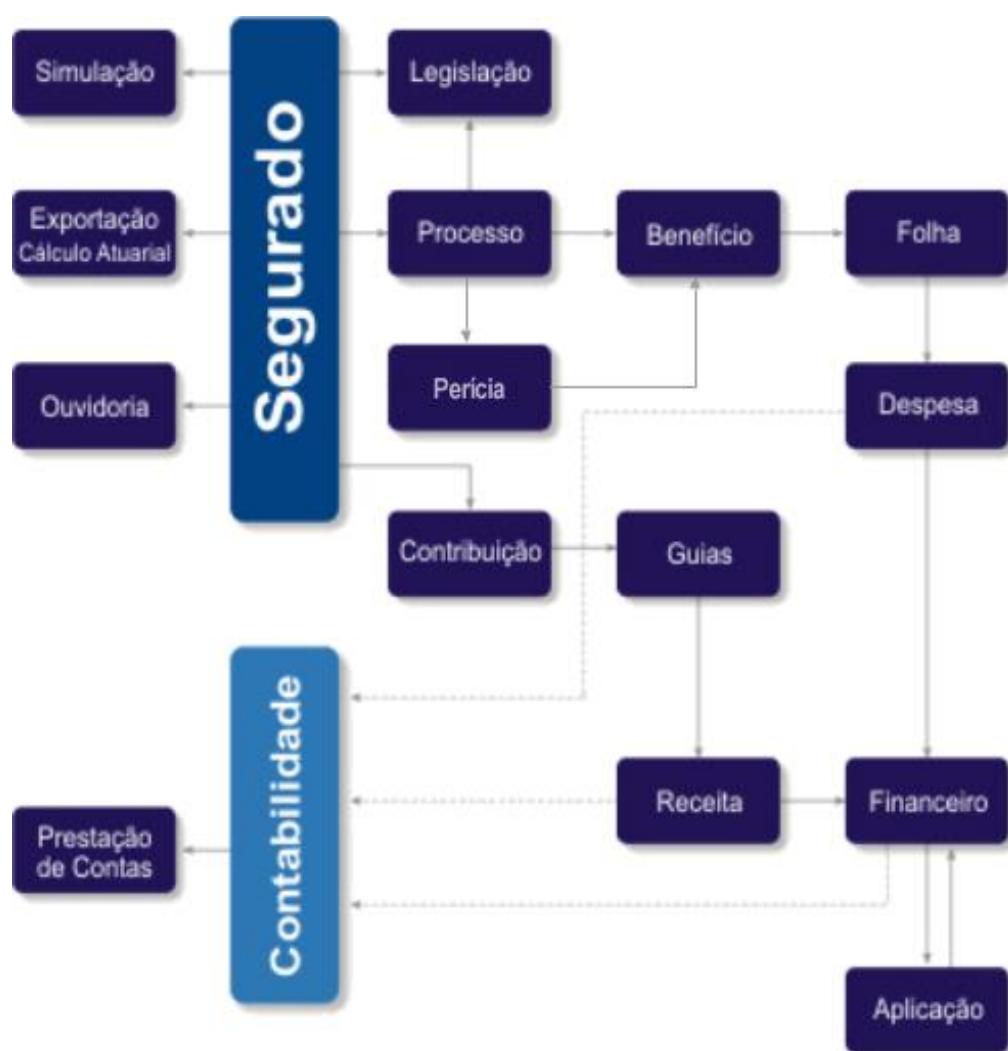 Simulação
Segurado
Legislação
Exportação
Cálculo Atuarial
Processo
Benefício
Folha
Ouvidoria
Perícia
Despesa
Contribuição
Guias
Contabilidade
Receita
Financeiro
Prestação
de Contas
Aplicação